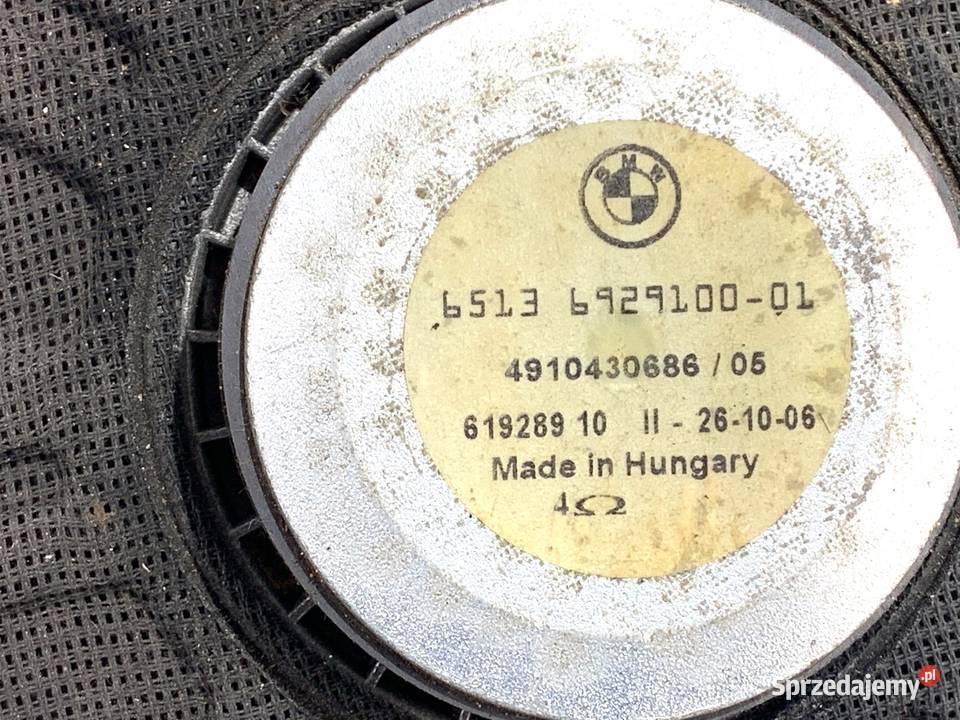 BMW
6513 6929100-01
4910430686 / 05
619289 10 II - 26-10-06
Made in Hungary
4Ω
Sprzedajemy.pl